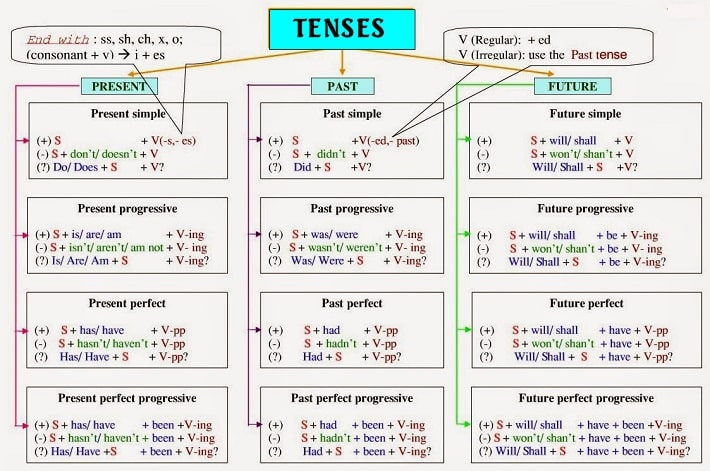 TENSES
End with : ss, sh, ch, x, o;
(consonant + v) → i + es
V (Regular): + ed
V (Irregular): use the Past tense
PRESENT
PAST
FUTURE
Present simple
(+) S + V(-s,- es)
(-) S + don't/ doesn't + V
(?) Do/ Does + S + V?
Past simple
(+) S +V(-ed,- past)
(-) S + didn't + V
(?) Did + S +V?
Future simple
(+) S + will/ shall + V
(-) S + won't/ shan't + V
(?) Will/ Shall + S +V?
Present progressive
(+) S + is/ are/ am + V-ing
(-) S + isn't/ aren't/ am not + V- ing
(?) Is/ Are/ Am + S + V-ing?
Past progressive
(+) S + was/ were + V-ing
(-) S + wasn't/ weren't + V-ing
(?) Was/ Were + S + V-ing?
Future progressive
(+) S + will/ shall + be + V-ing
(-) S + won't/ shan't + be + V- ing
(?) Will/ Shall + S + be + V-ing?
Present perfect
(+) S + has/ have + V-pp
(-) S + hasn't/ haven't + V-pp
(?) Has/ Have + S + V-pp?
Past perfect
(+) S + had + V-pp
(-) S + hadn't + V-pp
(?) Had + S + V-pp?
Future perfect
(+) S + will/ shall + have + V-pp
(-) S + won't/ shan't + have + V-pp
(?) Will/ Shall + S + have + V-pp?
Present perfect progressive
(+) S + has/ have + been +V-ing
(-) S + hasn't/ haven't + been + V-ing
(?) Has/ Have +S + been + V-ing?
Past perfect progressive
(+) S + had + been + V-ing
(-) S + hadn't + been + V-ing
(?) Had + S + been + V-ing?
Future perfect progressive
(+) S + will/ shall + have + been +V-ing
(-) S + won't/ shan't + have + been + V-ing
(?) Will/ Shall + S + have + been + V-ing?